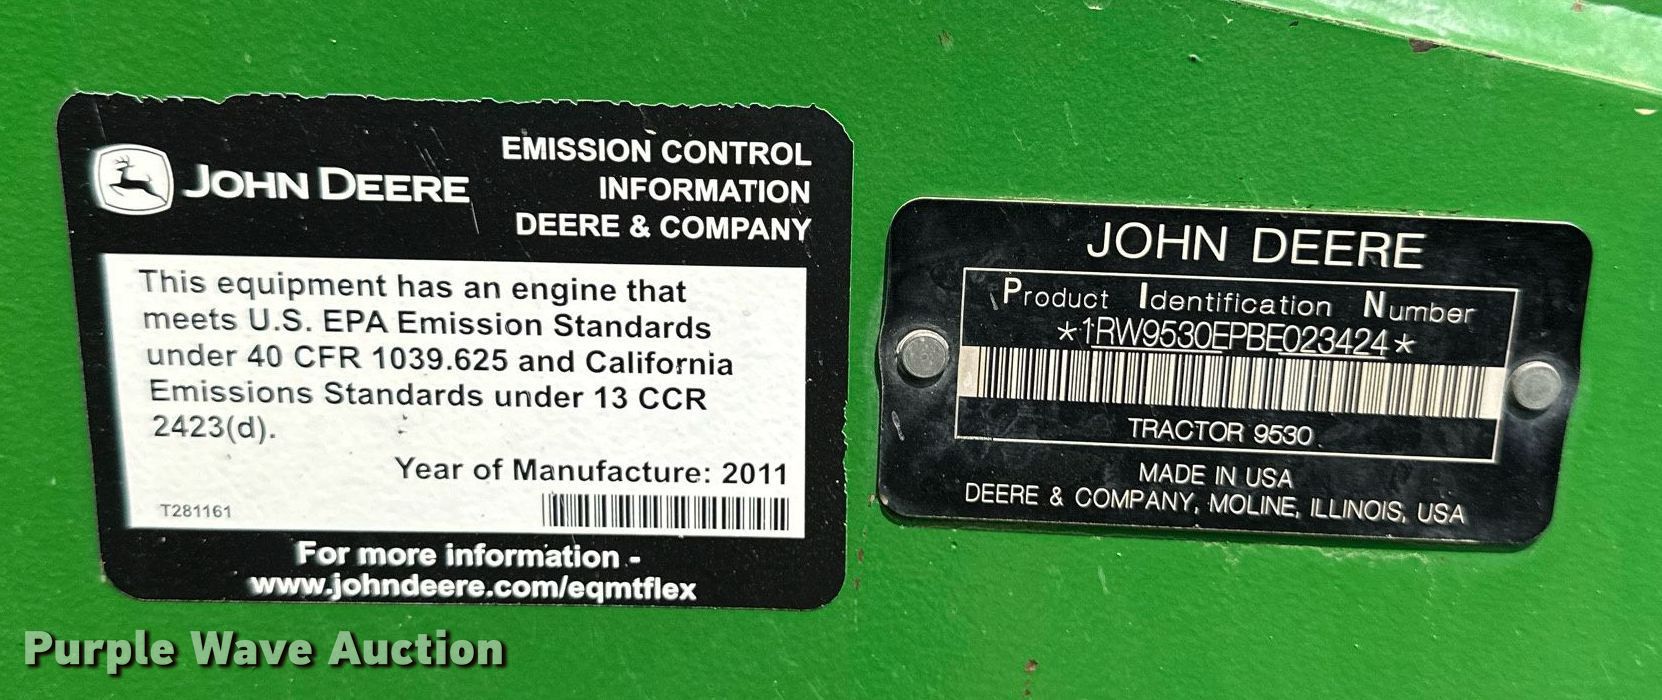 JOHN DEERE
EMISSION CONTROL
INFORMATION
DEERE & COMPANY
This equipment has an engine that
meets U.S. EPA Emission Standards
under 40 CFR 1039.625 and California
Emissions Standards under 13 CCR
2423(d).
Year of Manufacture: 2011
T281161
For more information -
www.johndeere.com/eqmtflex
JOHN DEERE
Product Identification Number
*1RW9530EPBE023424*
TRACTOR 9530
MADE IN USA
DEERE & COMPANY, MOLINE, ILLINOIS, USA
Purple Wave Auction